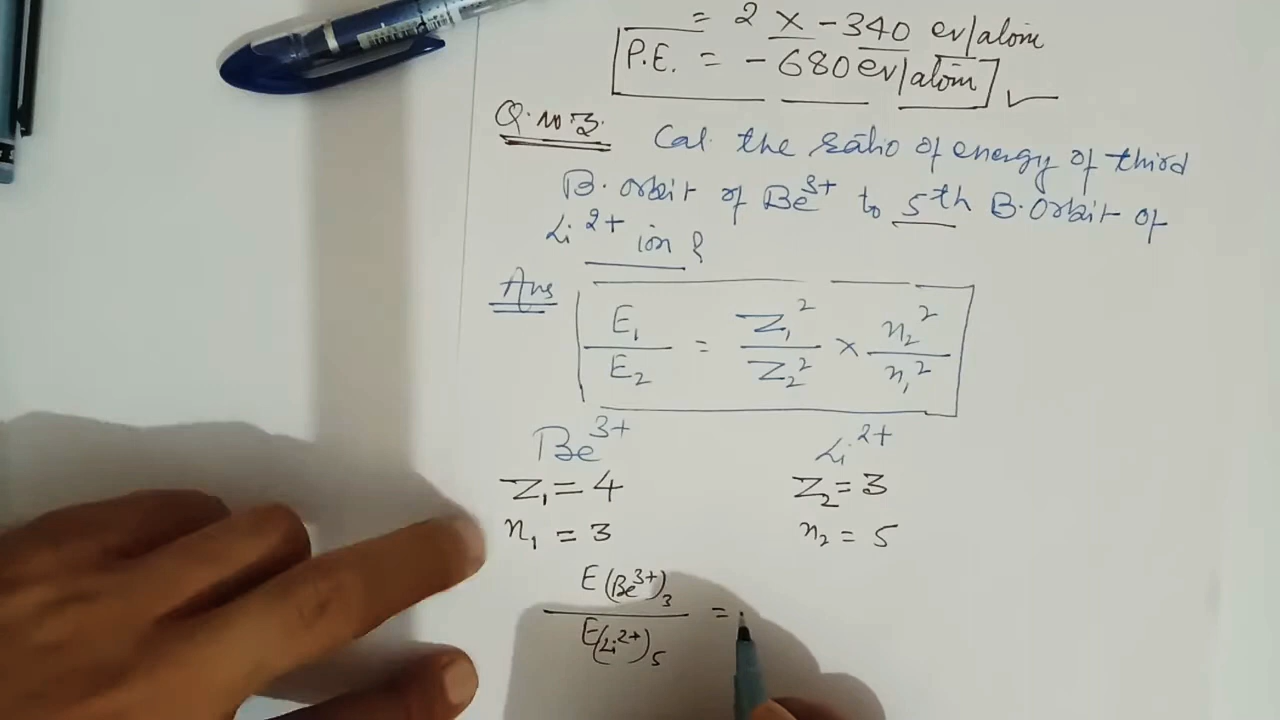 = 2 x -340 ev/atom
P.E. = -680 ev/atom
Q. no 3. Cal. the ratio of energy of third
B. orbit of Be³⁺ to 5th B. Orbit of
Li²⁺ ion ?
Ans
E₁/E₂ = Z₁²/Z₂² × n₂²/n₁²
Be³⁺ Li²⁺
Z₁ = 4 Z₂ = 3
n₁ = 3 n₂ = 5
E(Be³⁺)₃ / E(Li²⁺)₅ =